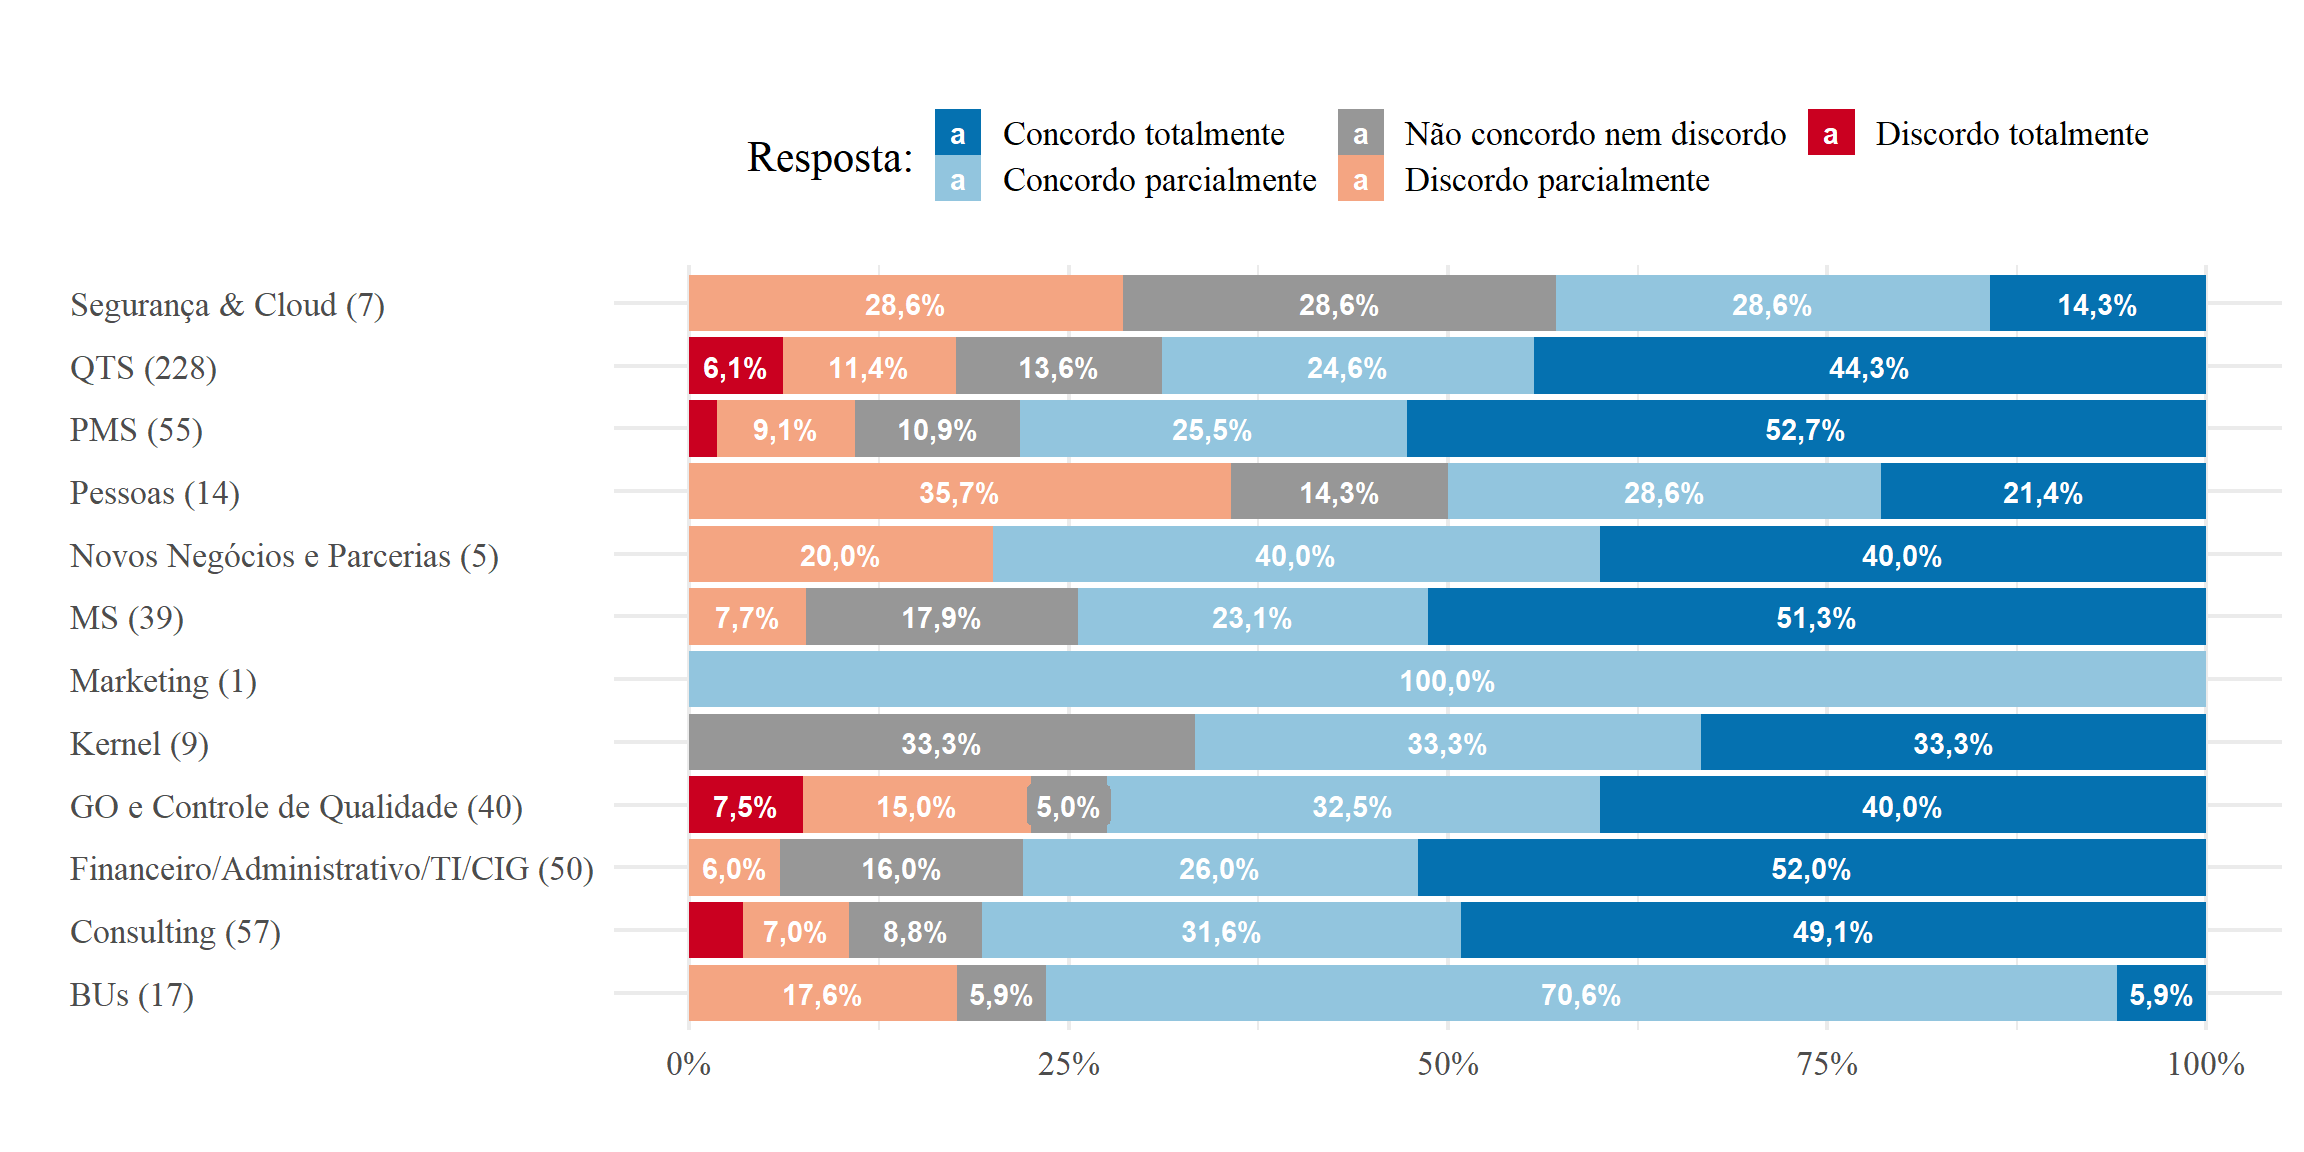 Resposta:
a Concordo totalmente
a Não concordo nem discordo
a Discordo totalmente
a Concordo parcialmente
a Discordo parcialmente
Segurança & Cloud (7) 28,6% 28,6% 28,6% 14,3%
QTS (228) 6,1% 11,4% 13,6% 24,6% 44,3%
PMS (55) 9,1% 10,9% 25,5% 52,7%
Pessoas (14) 35,7% 14,3% 28,6% 21,4%
Novos Negócios e Parcerias (5) 20,0% 40,0% 40,0%
MS (39) 7,7% 17,9% 23,1% 51,3%
Marketing (1) 100,0%
Kernel (9) 33,3% 33,3% 33,3%
GO e Controle de Qualidade (40) 7,5% 15,0% 5,0% 32,5% 40,0%
Financeiro/Administrativo/TI/CIG (50) 6,0% 16,0% 26,0% 52,0%
Consulting (57) 7,0% 8,8% 31,6% 49,1%
BUs (17) 17,6% 5,9% 70,6% 5,9%
0% 25% 50% 75% 100%